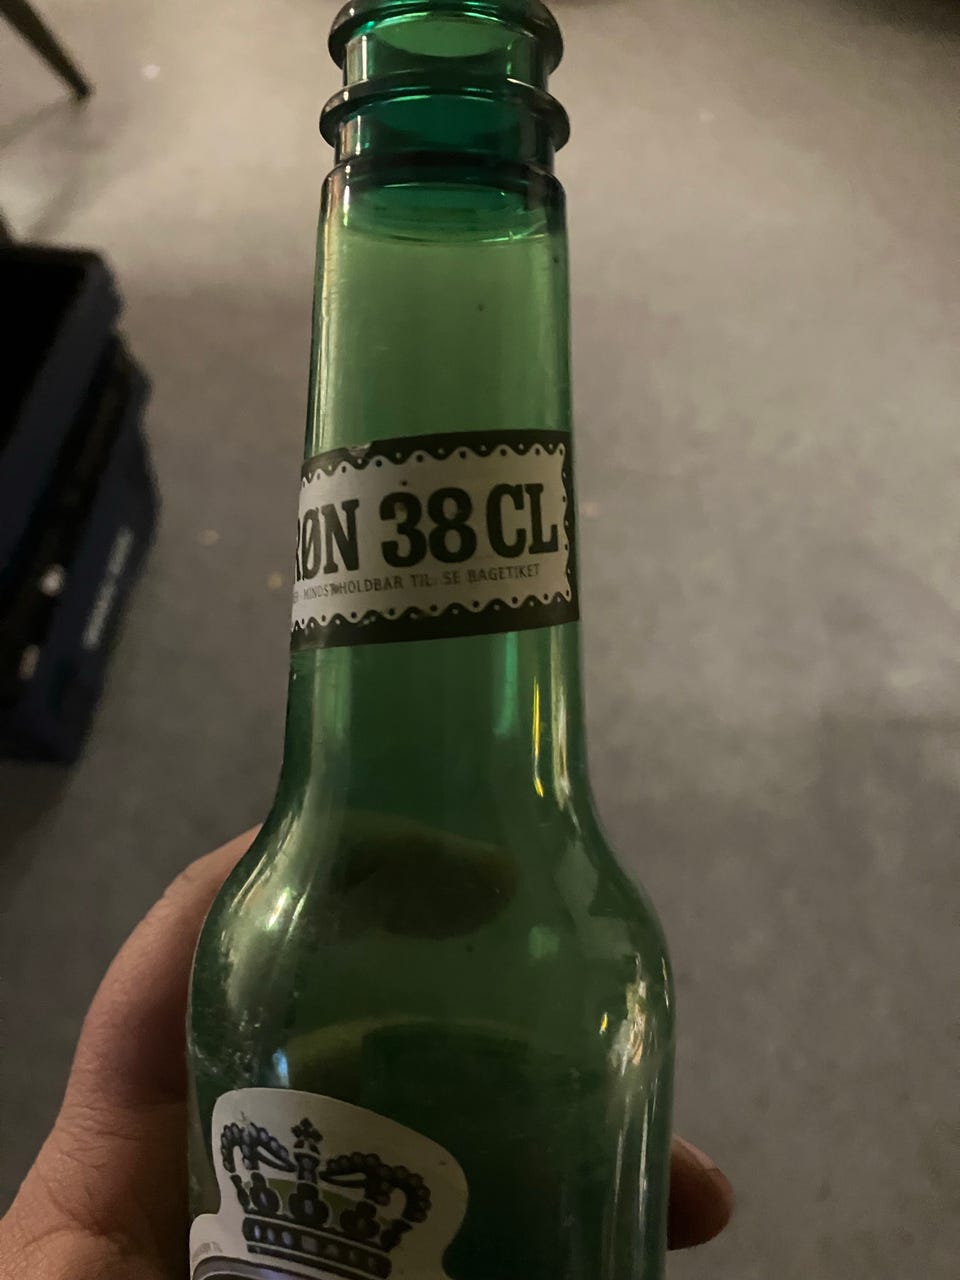 RØN 38 CL
MINDST HOLDBAR TIL: SE BAGETIKET